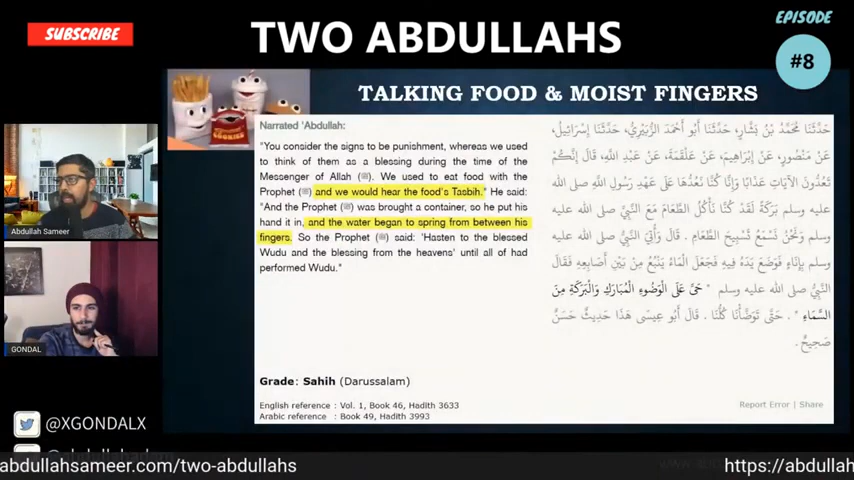 SUBSCRIBE
TWO ABDULLAHS
EPISODE
#8
TALKING FOOD & MOIST FINGERS
Narrated 'Abdullah:
"You consider the signs to be punishment, whereas we used
to think of them as a blessing during the time of the
Messenger of Allah (ﷺ). We used to eat food with the
Prophet (ﷺ) and we would hear the food's Tasbih." He said:
"And the Prophet (ﷺ) was brought a container, so he put his
hand it in, and the water began to spring from between his
fingers. So the Prophet (ﷺ) said: 'Hasten to the blessed
Wudu and the blessing from the heavens' until all of had
performed Wudu."
حَدَّثَنَا مُحَمَّدُ بْنُ بَشَّارٍ، حَدَّثَنَا أَبُو أَحْمَدَ الزُّبَيْرِيُّ، حَدَّثَنَا إِسْرَائِيلُ،
عَنْ مَنْصُورٍ، عَنْ إِبْرَاهِيمَ، عَنْ عَلْقَمَةَ، عَنْ عَبْدِ اللَّهِ، قَالَ إِنَّكُمْ
تَعُدُّونَ الآيَاتِ عَذَابًا وَإِنَّا كُنَّا نَعُدُّهَا عَلَى عَهْدِ رَسُولِ اللَّهِ صلى الله
عليه وسلم بَرَكَةً لَقَدْ كُنَّا نَأْكُلُ الطَّعَامَ مَعَ النَّبِيِّ صلى الله عليه
وسلم وَنَحْنُ نَسْمَعُ تَسْبِيحَ الطَّعَامِ . قَالَ وَأُتِيَ النَّبِيُّ صلى الله عليه
وسلم بِإِنَاءٍ فَوَضَعَ يَدَهُ فِيهِ فَجَعَلَ الْمَاءُ يَنْبُعُ مِنْ بَيْنِ أَصَابِعِهِ فَقَالَ
النَّبِيُّ صلى الله عليه وسلم " حَىَّ عَلَى الْوَضُوءِ الْمُبَارَكِ وَالْبَرَكَةِ مِنَ
السَّمَاءِ " . حَتَّى تَوَضَّأْنَا كُلُّنَا . قَالَ أَبُو عِيسَى هَذَا حَدِيثٌ حَسَنٌ
صَحِيحٌ .
Grade: Sahih (Darussalam)
English reference : Vol. 1, Book 46, Hadith 3633
Arabic reference : Book 49, Hadith 3993
Report Error | Share
Abdullah Sameer
GONDAL
@XGONDALX
abdullahsameer.com/two-abdullahs
https://abdullah